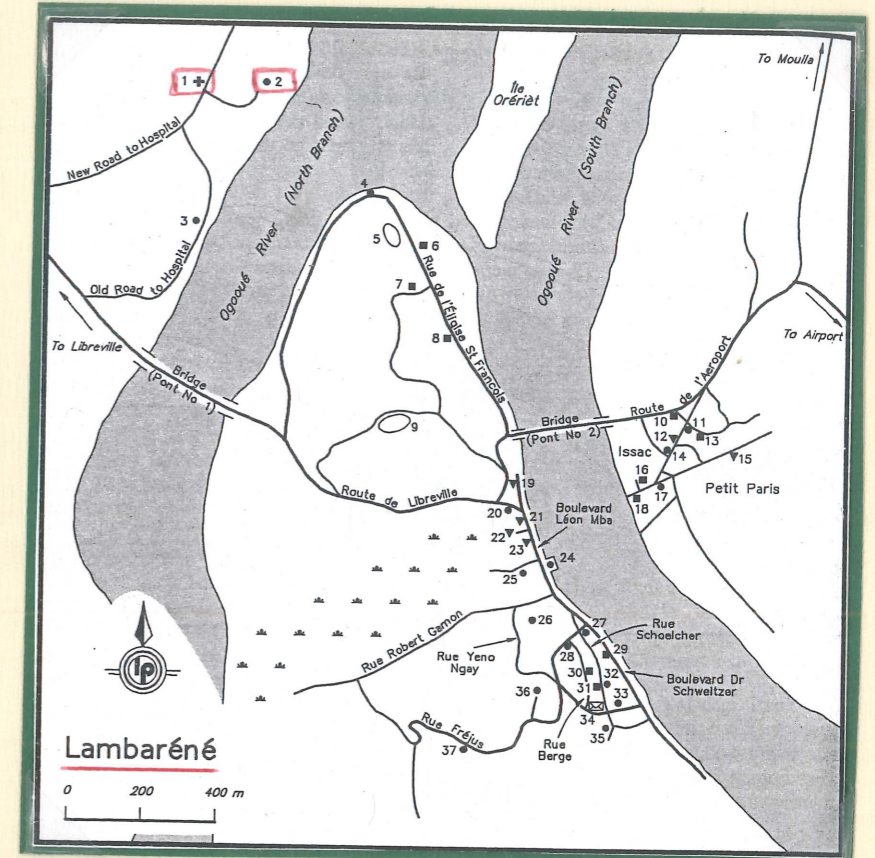 To Mouila
1
2
Île
Orérièt
New Road to Hospital
Ogooué River (North Branch)
Ogooué River (South Branch)
4
3
5
6
Rue de l'Église St François
7
Old Road to Hospital
8
To Libreville
To Airport
Bridge
(Pont No 1)
Route de l'Aeroport
Bridge
(Pont No 2)
10
11
9
12
13
Issac
14
15
16
Petit Paris
17
18
19
Route de Libreville
20
21
Boulevard
Léon Mba
22
23
24
25
26
27
Rue
Schoelcher
Rue Robert Gamon
28
29
Rue Yeno
Ngay
30
32
Boulevard Dr
Schweitzer
31
33
36
34
35
Rue Fréjus
Rue
Berge
37
lp
Lambaréné
0 200 400 m